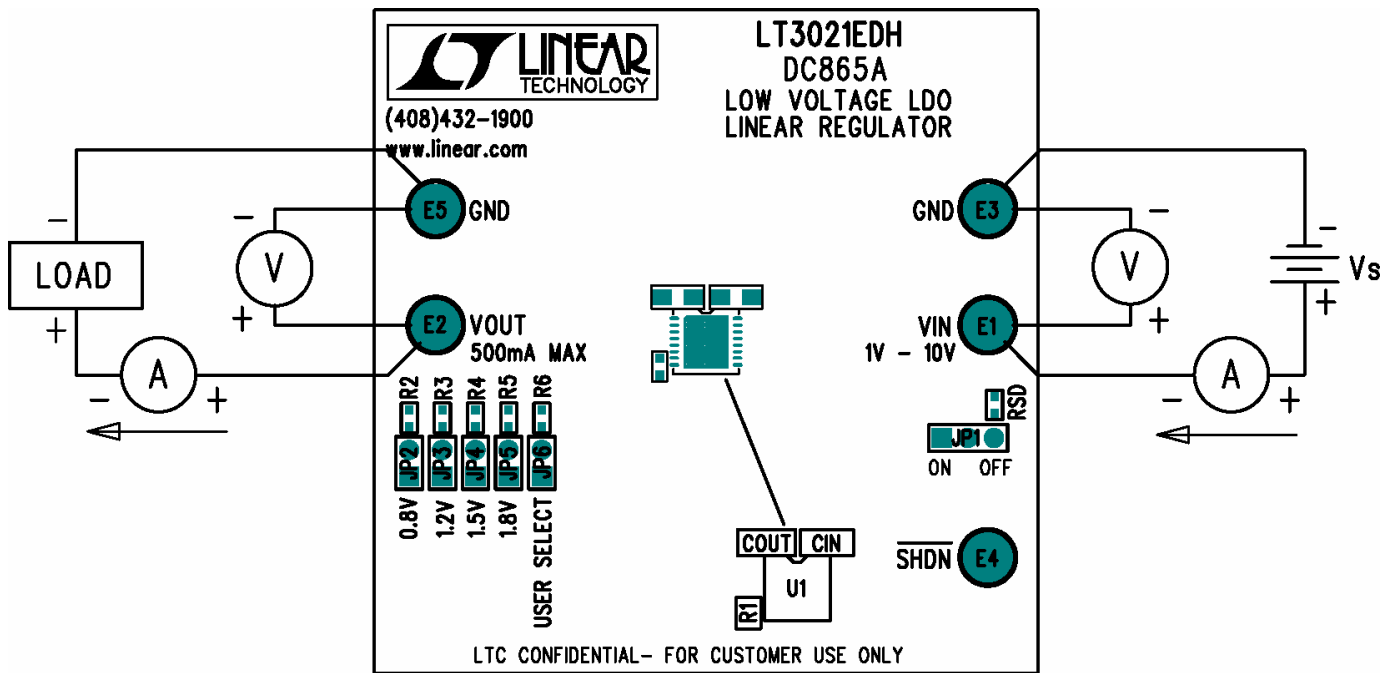 LINEAR
TECHNOLOGY
(408)432-1900
www.linear.com
LT3021EDH
DC865A
LOW VOLTAGE LDO
LINEAR REGULATOR
-
LOAD
+
-
V
+
A
-
+
E5 GND
E2 VOUT
500mA MAX
R2
R3
R4
R5
R6
JP2
JP3
JP4
JP5
JP6
0.8V
1.2V
1.5V
1.8V
USER SELECT
COUT
CIN
U1
R1
GND E3
VIN E1
1V - 10V
RSD
JP1
ON OFF
SHDN E4
-
V
+
-
Vs
+
A
-
+
LTC CONFIDENTIAL- FOR CUSTOMER USE ONLY